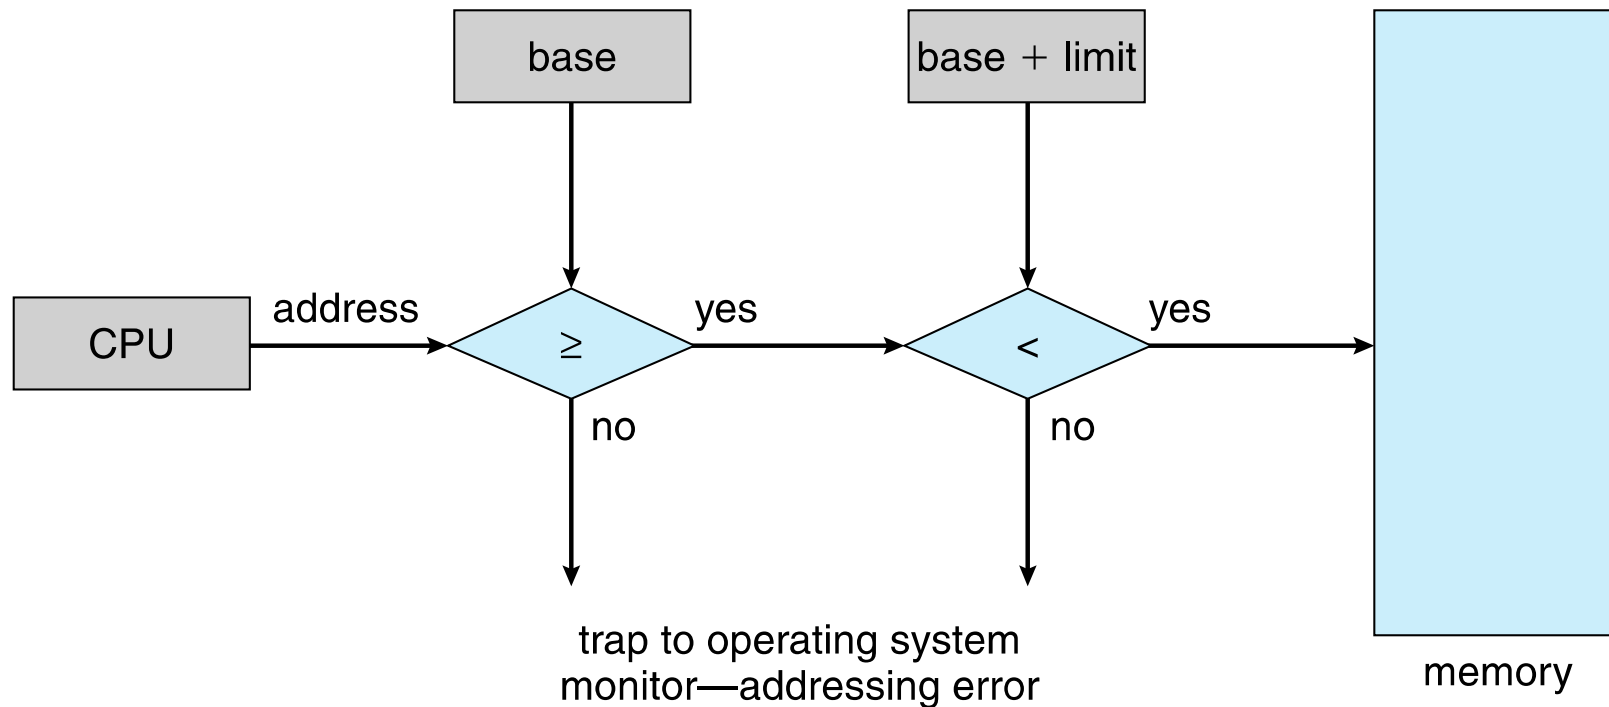 base
base + limit
CPU
address
≥
yes
<
yes
no
no
trap to operating system
monitor—addressing error
memory